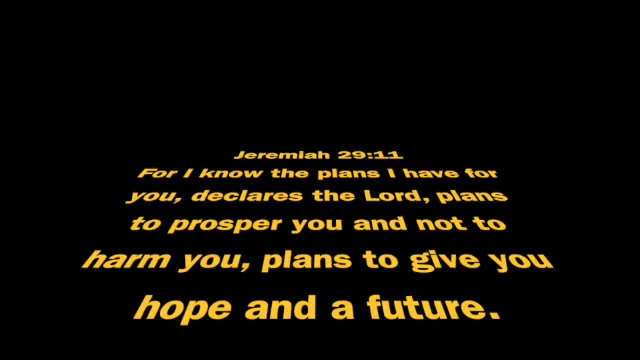 Jeremiah 29:11
For I know the plans I have for
you, declares the Lord, plans
to prosper you and not to
harm you, plans to give you
hope and a future.